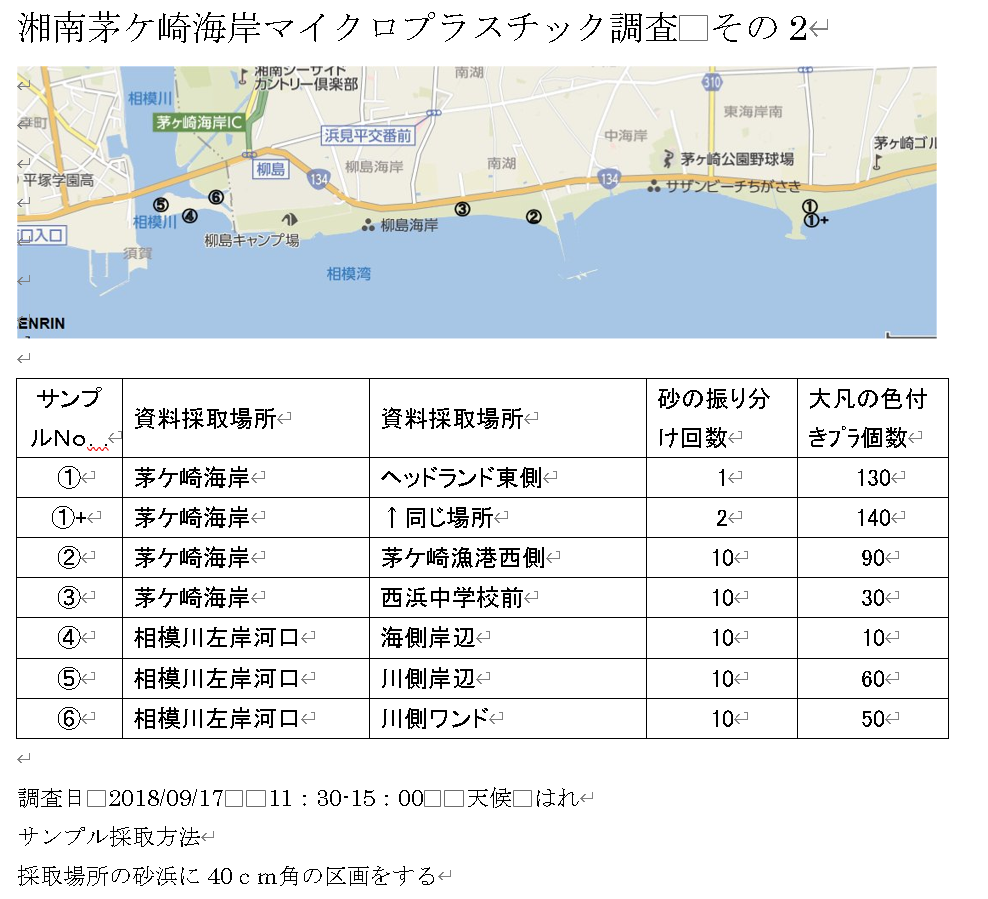 湘南茅ケ崎海岸マイクロプラスチック調査□その2
湘南シーサイド
カントリー倶楽部
南湖
310
相模川
茅ヶ崎海岸IC
幸町
浜見平交番前
東海岸南
中海岸
茅ヶ崎ゴル
平塚学園高
柳島
134
柳島海岸
南湖
134
茅ヶ崎公園野球場
サザンビーチちがさき
⑤
④
⑥
③
②
①
①+
相模川
口入口
須賀
柳島キャンプ場
柳島海岸
相模湾
ENRIN
サンプルNo. 資料採取場所 資料採取場所 砂の振り分け回数 大凡の色付きプラ個数
① 茅ケ崎海岸 ヘッドランド東側 1 130
①+ 茅ケ崎海岸 ↑同じ場所 2 140
② 茅ケ崎海岸 茅ケ崎漁港西側 10 90
③ 茅ケ崎海岸 西浜中学校前 10 30
④ 相模川左岸河口 海側岸辺 10 10
⑤ 相模川左岸河口 川側岸辺 10 60
⑥ 相模川左岸河口 川側ワンド 10 50
調査日□2018/09/17□□11：30-15：00□□天候□はれ
サンプル採取方法
採取場所の砂浜に40ｃｍ角の区画をする